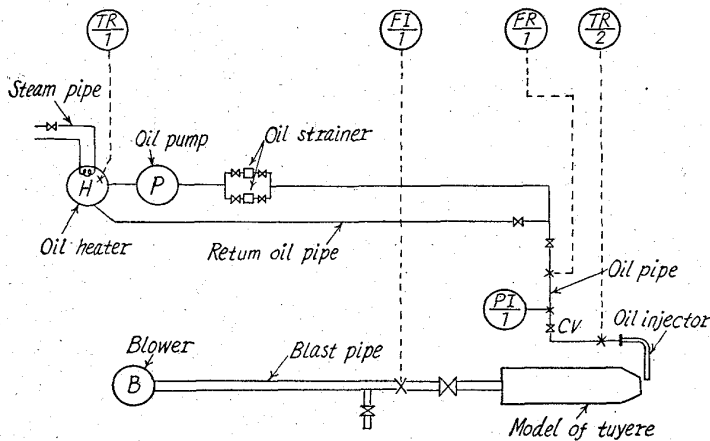 TR
1
FI
1
FR
1
TR
2
Steam pipe
Oil pump
Oil strainer
H
P
Oil heater
Retum oil pipe
Oil pipe
PI
1
CV
Oil injector
Blower
Blast pipe
B
Model of tuyere